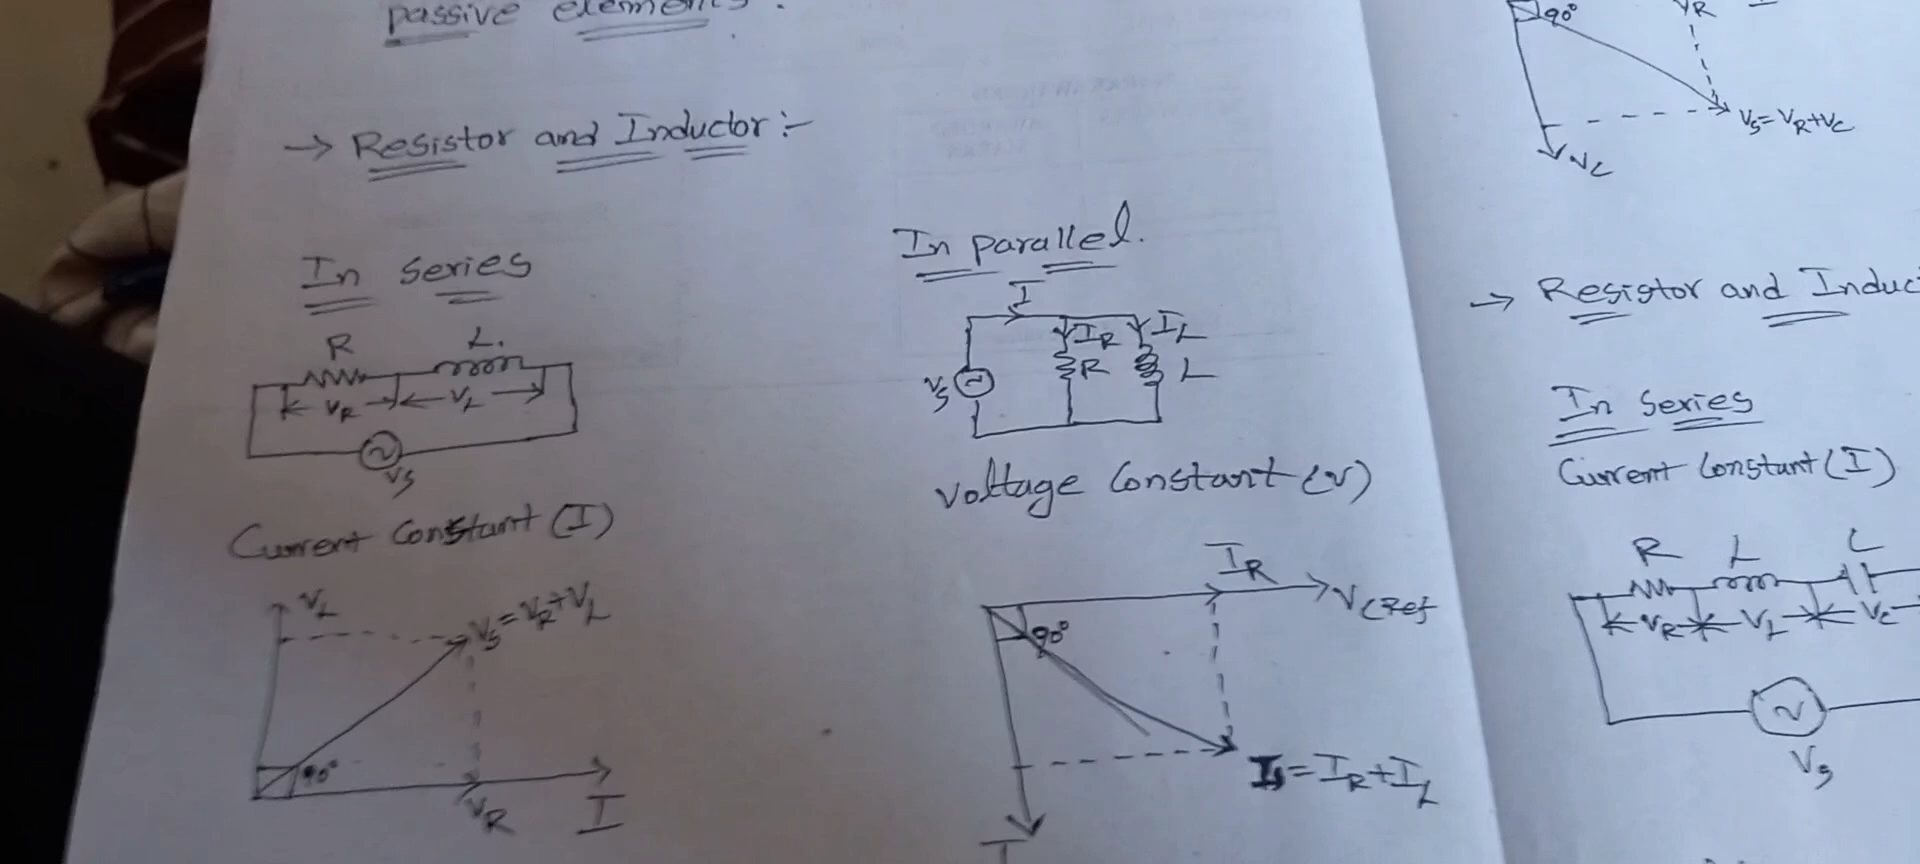 passive elements.
→ Resistor and Inductor :-
In series
R L.
VR VL
Vs
Current Constant (I)
VL
Vs = VR + VL
90°
VR I
In parallel.
I
IR IL
Vs R L
Voltage Constant (V)
IR
V(Ref
90°
Is = IR + IL
I
90° VR
Vs = VR + VC
VC
→ Resistor and Induc
In Series
Current Constant (I)
R L C
VR VL VC
Vs